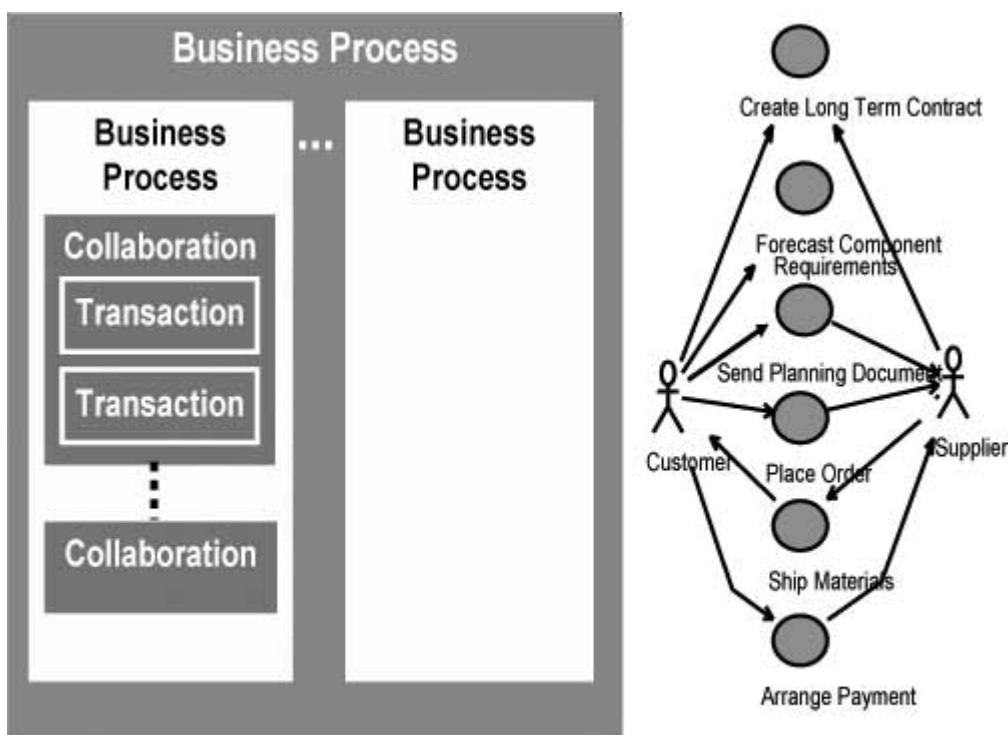 Business Process
Business
Process
...
Business
Process
Collaboration
Transaction
Transaction
Collaboration
Create Long Term Contract
Forecast Component
Requirements
Send Planning Document
Customer
Supplier
Place Order
Ship Materials
Arrange Payment